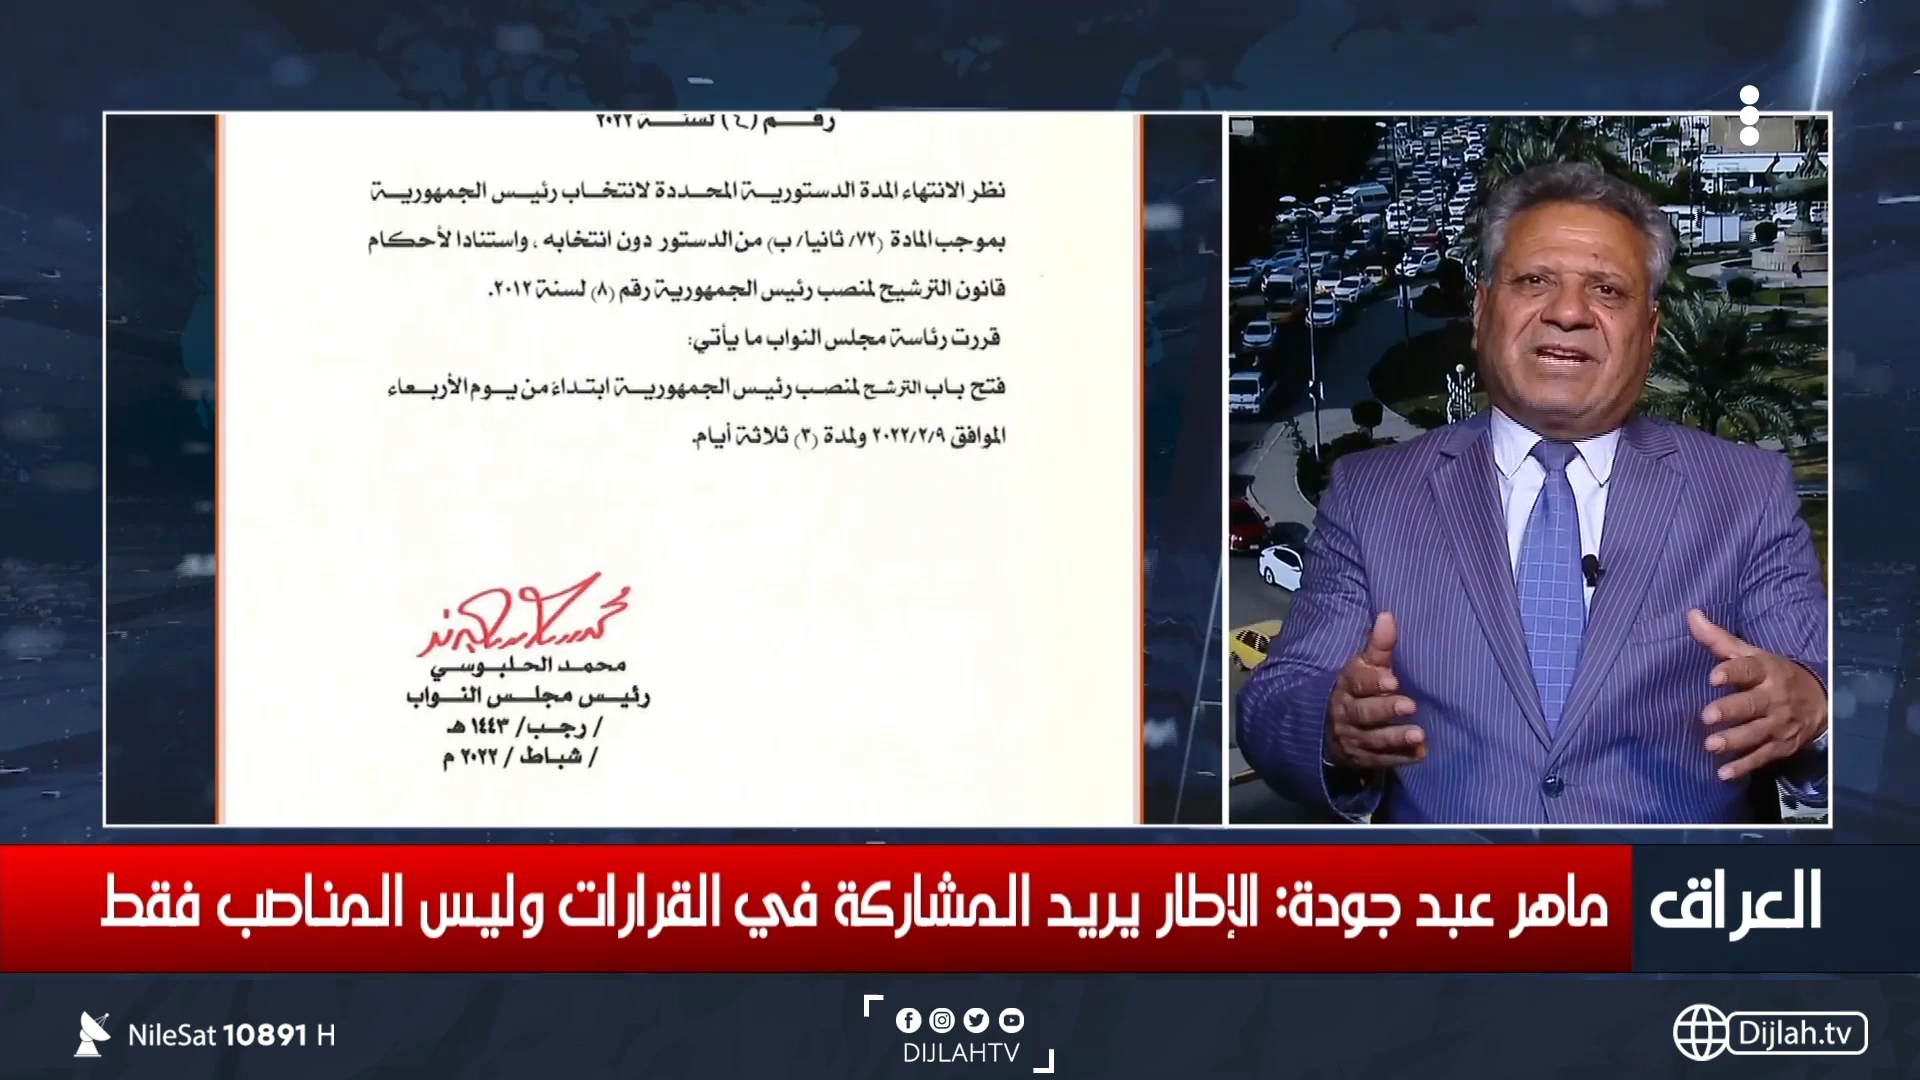 رقم (٤) لسنة ٢٠٢٢
نظر الانتهاء المدة الدستورية المحددة لانتخاب رئيس الجمهورية
بموجب المادة (٧٢/ ثانيا/ ب) من الدستور دون انتخابه ، واستنادا لأحكام
قانون الترشيح لمنصب رئيس الجمهورية رقم (٨) لسنة ٢٠١٢.
قررت رئاسة مجلس النواب ما يأتي:
فتح باب الترشح لمنصب رئيس الجمهورية ابتداءَ من يوم الأربعاء
الموافق ٢٠٢٢/٢/٩ ولمدة (٣) ثلاثة أيام.
محمد الحلبوسي
رئيس مجلس النواب
/ رجب/ ١٤٤٣ هـ
/ شباط / ٢٠٢٢ م
العراق
ماهر عبد جودة: الإطار يريد المشاركة في القرارات وليس المناصب فقط
NileSat 10891 H
DIJLAHTV
Dijlah.tv